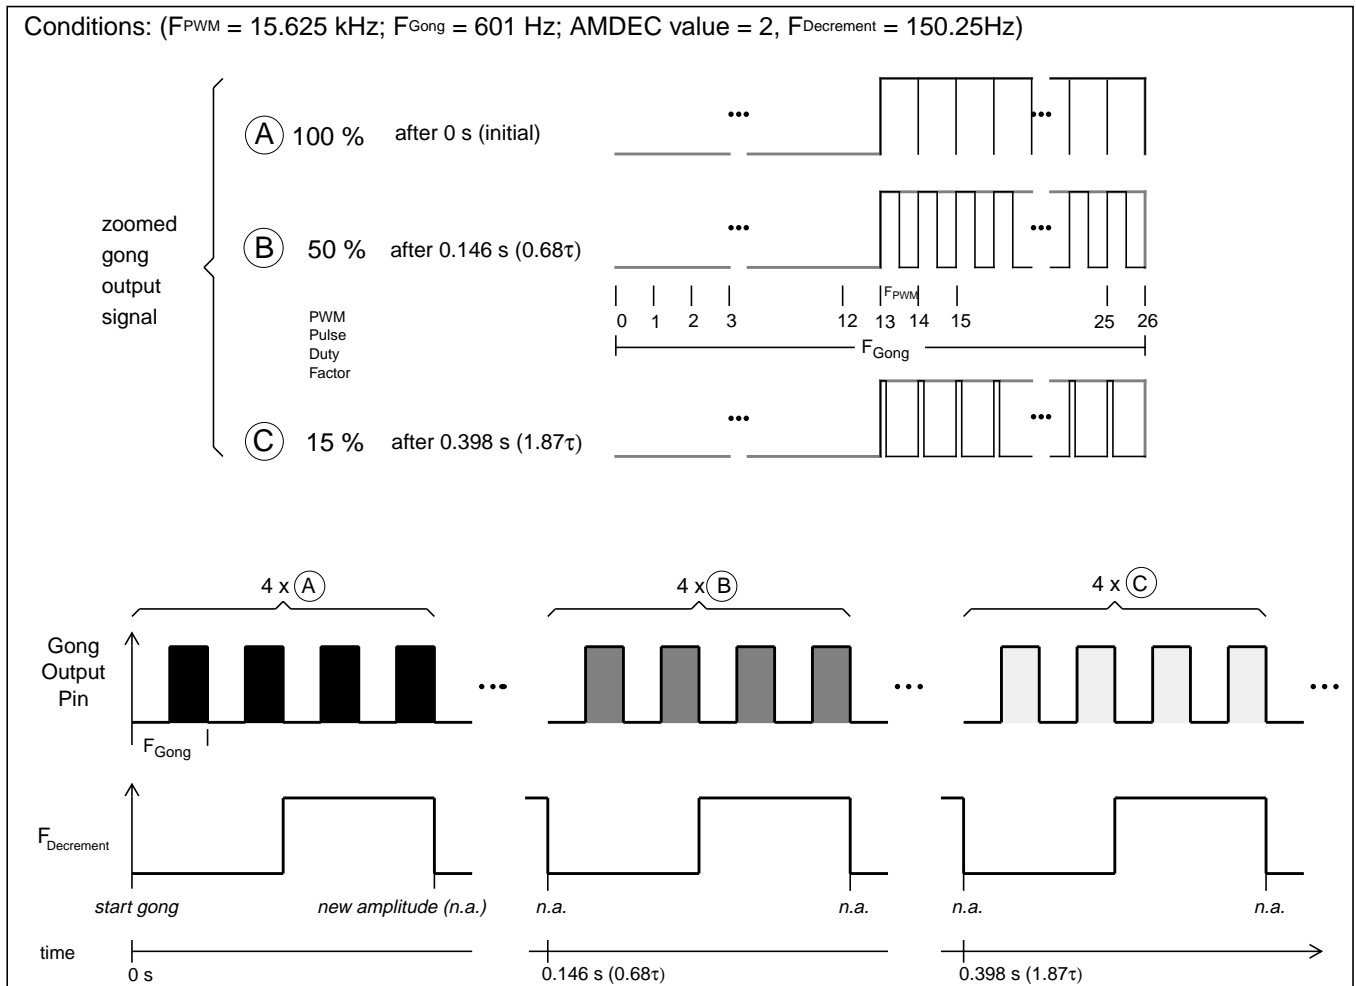 Conditions: (FPWM = 15.625 kHz; FGong = 601 Hz; AMDEC value = 2, FDecrement = 150.25Hz)
A 100 % after 0 s (initial)
zoomed
gong
output
signal
B 50 % after 0.146 s (0.68τ)
PWM
Pulse
Duty
Factor
FPWM
0 1 2 3 12 13 14 15 25 26
FGong
C 15 % after 0.398 s (1.87τ)
4 x A 4 x B 4 x C
Gong
Output
Pin
FGong
FDecrement
start gong new amplitude (n.a.) n.a. n.a. n.a. n.a.
time
0 s 0.146 s (0.68τ) 0.398 s (1.87τ)